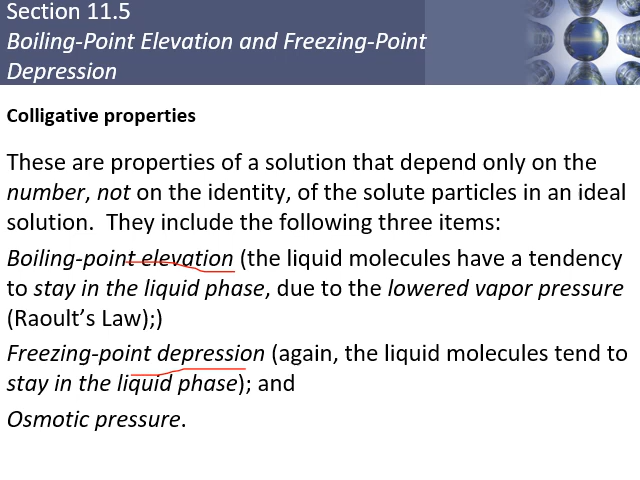 Section 11.5
Boiling-Point Elevation and Freezing-Point
Depression
Colligative properties
These are properties of a solution that depend only on the
number, not on the identity, of the solute particles in an ideal
solution. They include the following three items:
Boiling-point elevation (the liquid molecules have a tendency
to stay in the liquid phase, due to the lowered vapor pressure
(Raoult’s Law);)
Freezing-point depression (again, the liquid molecules tend to
stay in the liquid phase); and
Osmotic pressure.